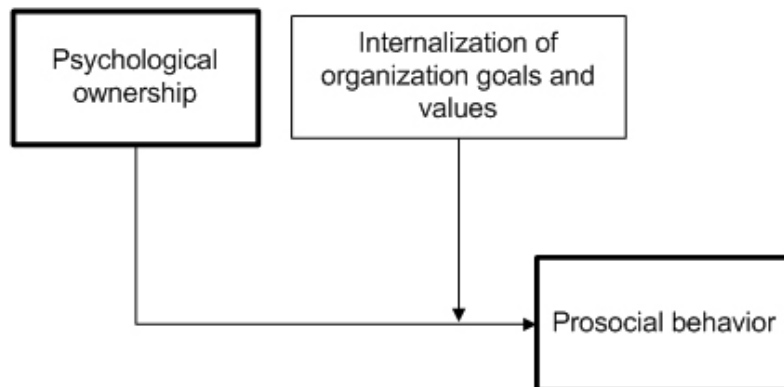 Psychological
ownership
Internalization of
organization goals and
values
Prosocial behavior